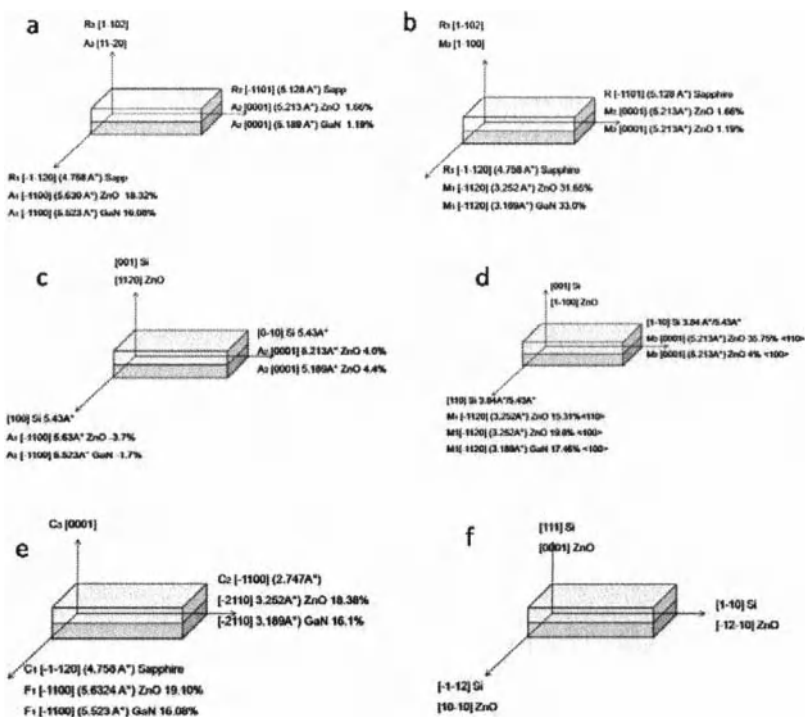 a
R₃ [1-102]
A₃ [11-20]
R₂ [-1101] (5.128 A°) Sapp
A₂ [0001] (5.213 A°) ZnO 1.66%
A₂ [0001] (5.189 A°) GaN 1.19%
R₁ [-1-120] (4.758 A°) Sapp
A₁ [-1100] (5.630 A°) ZnO 18.32%
A₁ [-1100] (5.523 A°) GaN 16.08%
b
R₃ [1-102]
M₃ [1-100]
R [-1101] (5.128 A°) Sapphire
M₂ [0001] (5.213A°) ZnO 1.66%
[0001] (5.213A°) ZnO 1.19%
R₁ [-1-120] (4.758 A°) Sapphire
M₁ [-1120] (3.252 A°) ZnO 31.65%
M₁ [-1120] (3.189A°) GaN 33.0%
c
[001] Si
[1120] ZnO
[0-10] Si 5.43A°
A₂ [0001] 5.213A° ZnO 4.0%
A₂ [0001] 5.189A° ZnO 4.4%
[100] Si 5.43A°
A₁ [-1100] 5.63A° ZnO -3.7%
[-1100] 5.523A° GaN -1.7%
d
[001] Si
[1-100] ZnO
[1-10] Si 3.84 A°/5.43A°
[0001] (5.213A°) ZnO 35.75% <110>
[0001] (5.213A°) ZnO 4% <100>
[110] Si 3.84A°/5.43A°
M₁ [-1120] (3.252A°) ZnO 15.31%<110>
M1[-1120] (3.252A°) ZnO <100>
M1[-1120] (3.189A°) GaN 17.46% <100>
e
C₃ [0001]
C₂ [-1100] (2.747A°)
[-2110] 3.252A°) ZnO 18.38%
[-2110] 3.189A°) GaN 16.1%
C₁ [-1-120] (4.758 A°) Sapphire
F₁ [-1100] (5.6324 A°) ZnO 19.10%
F₁ [-1100] (5.523 A°) GaN 16.08%
f
[111] Si
[0001] ZnO
[1-10] Si
[-12-10] ZnO
[-1-12] Si
[10-10] ZnO